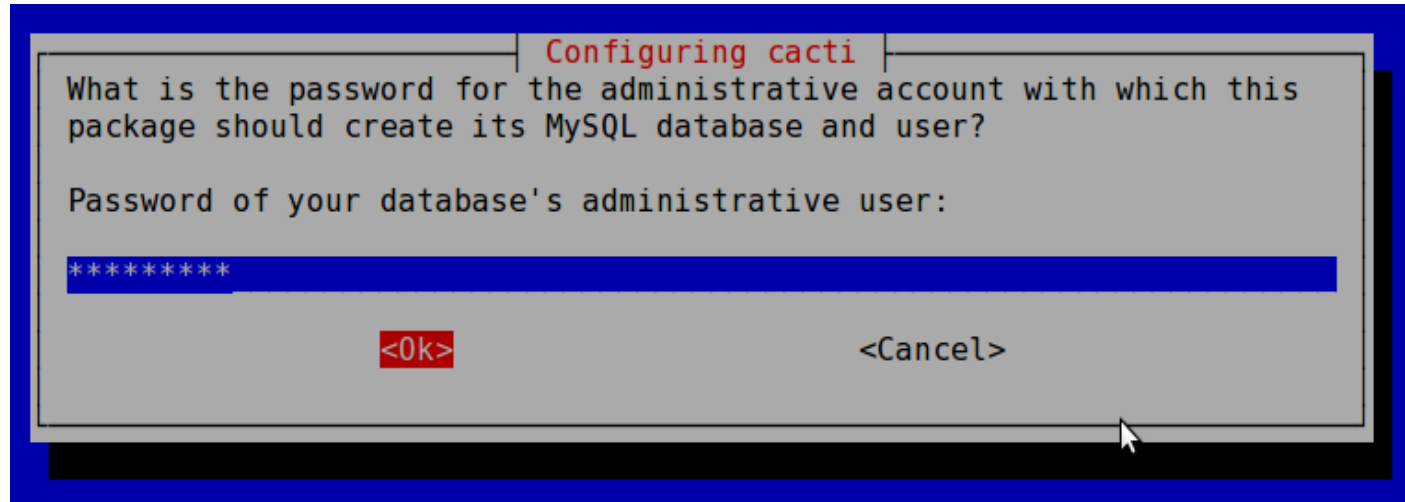 Configuring cacti
What is the password for the administrative account with which this
package should create its MySQL database and user?
Password of your database's administrative user:
*********
<Ok> <Cancel>